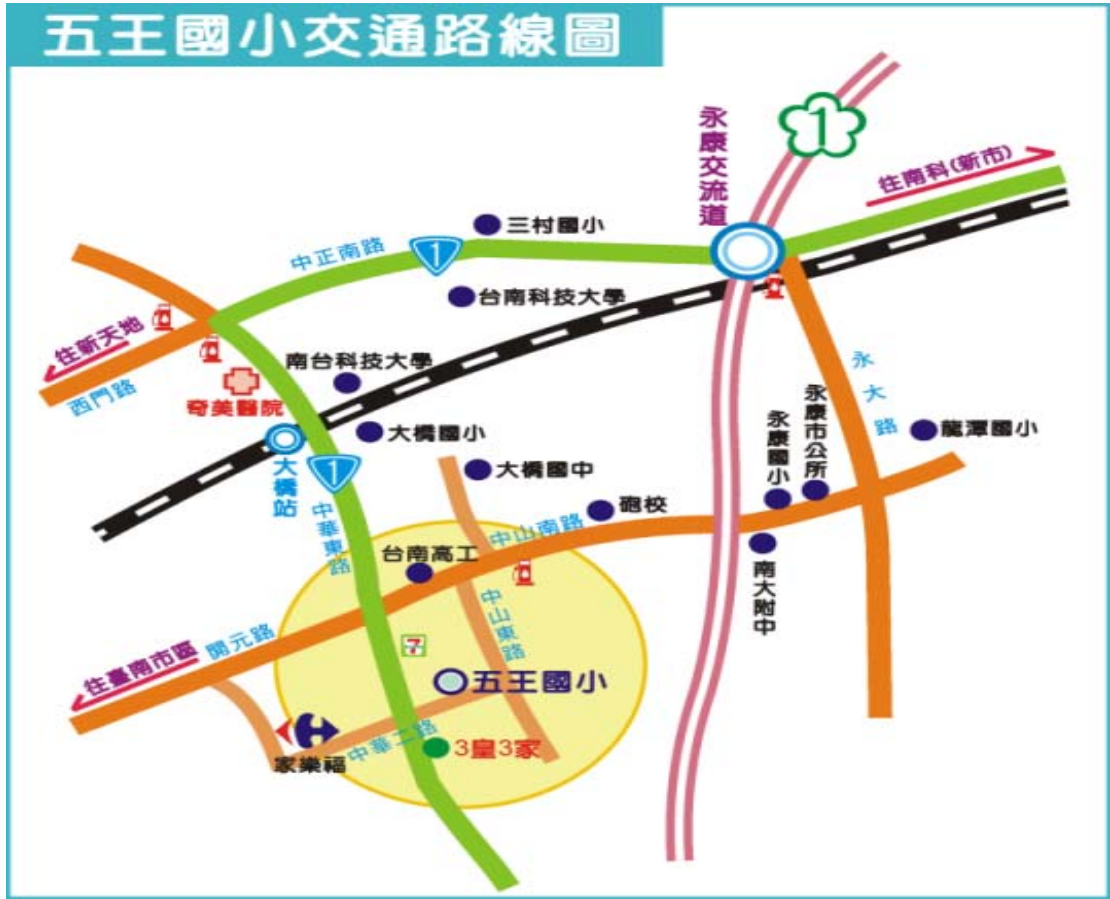 五王國小交通路線圖
1
永康交流道
往南科(新市)
三村國小
中正南路
1
台南科技大學
往新天地
西門路
南台科技大學
奇美醫院
大橋國小
大橋站
1
中華東路
大橋國中
永大路
永康市公所
永康國小
龍潭國小
砲校
中山南路
台南高工
南大附中
中山東路
開元路
往臺南市區
7
五王國小
中華二路
3皇3家
家樂福